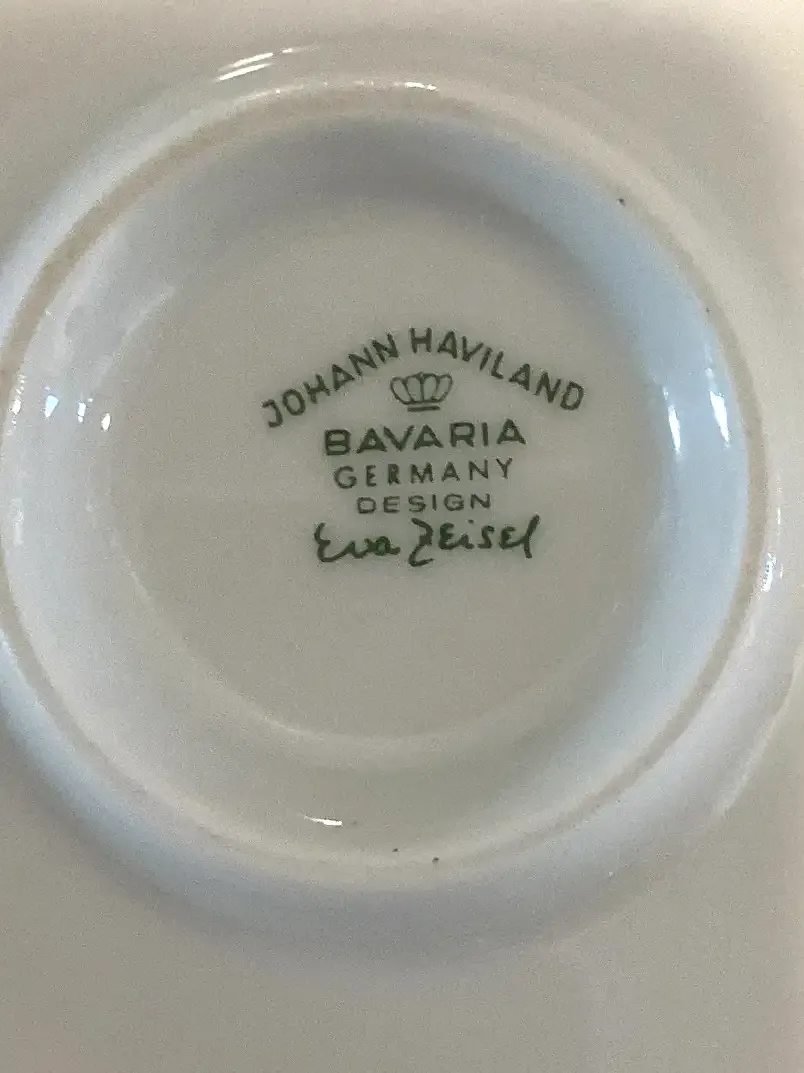 JOHANN HAVILAND
BAVARIA
GERMANY
DESIGN
Eva Zeisel